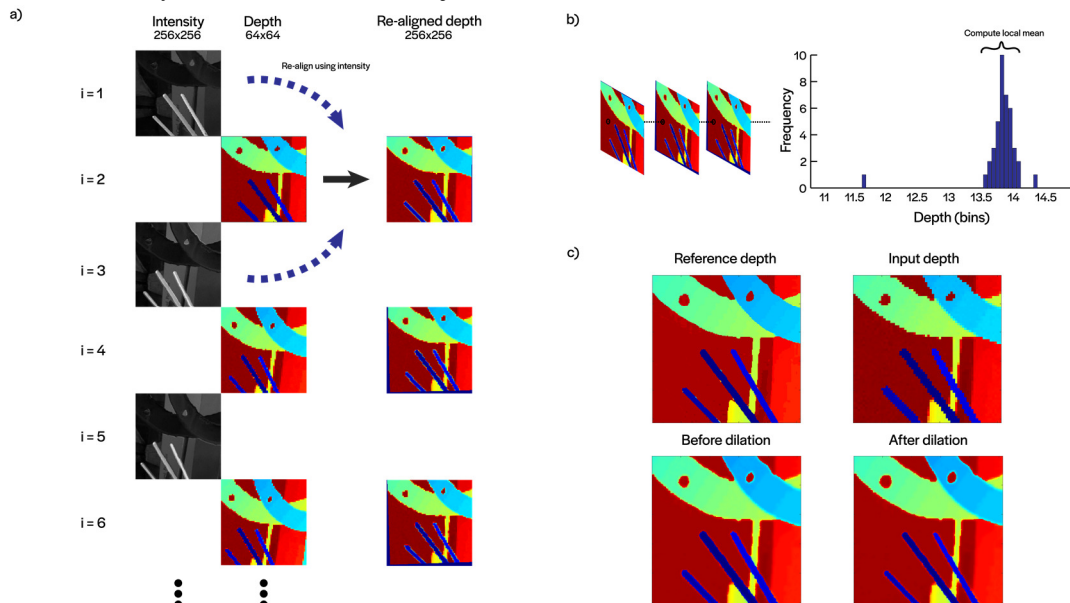 a)
Intensity
256x256
Depth
64x64
Re-aligned depth
256x256
Re-align using intensity
i = 1
i = 2
i = 3
i = 4
i = 5
i = 6
b)
Compute local mean
Frequency
10
8
6
4
2
0
11 11.5 12 12.5 13 13.5 14 14.5
Depth (bins)
c)
Reference depth
Input depth
Before dilation
After dilation